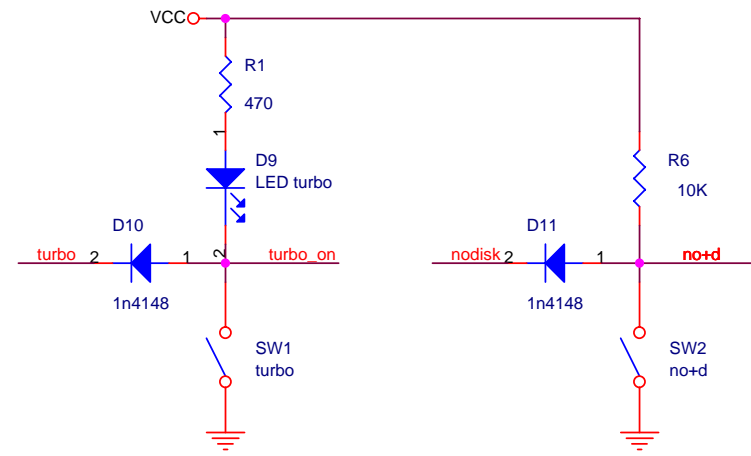 VCC
R1
470
1
D9
LED turbo
R6
10K
D10
D11
turbo 2 1 2 turbo_on
nodisk 2 1 no+d
1n4148
1n4148
SW1
turbo
SW2
no+d